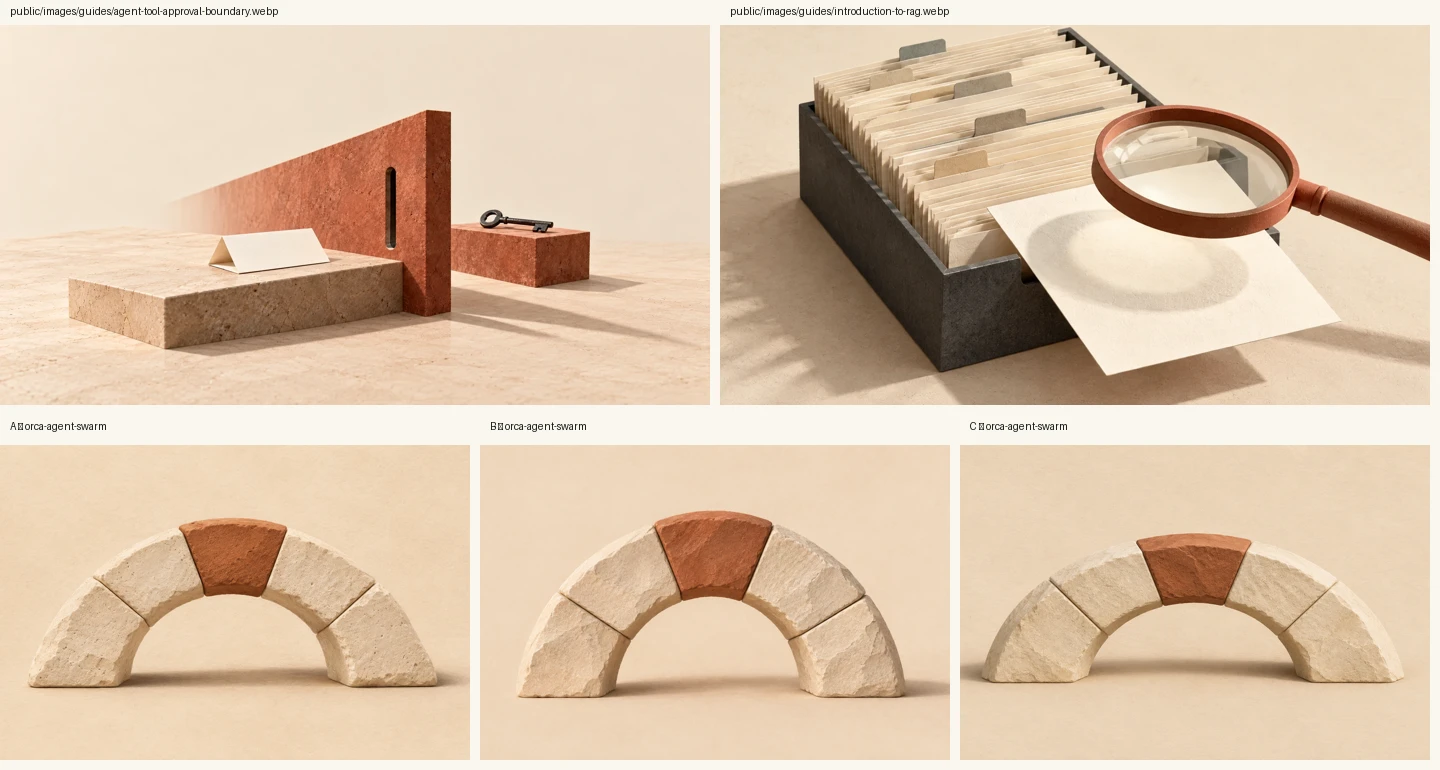 public/images/guides/agent-tool-approval-boundary.webp
public/images/guides/introduction-to-rag.webp
A orca-agent-swarm
B orca-agent-swarm
C orca-agent-swarm